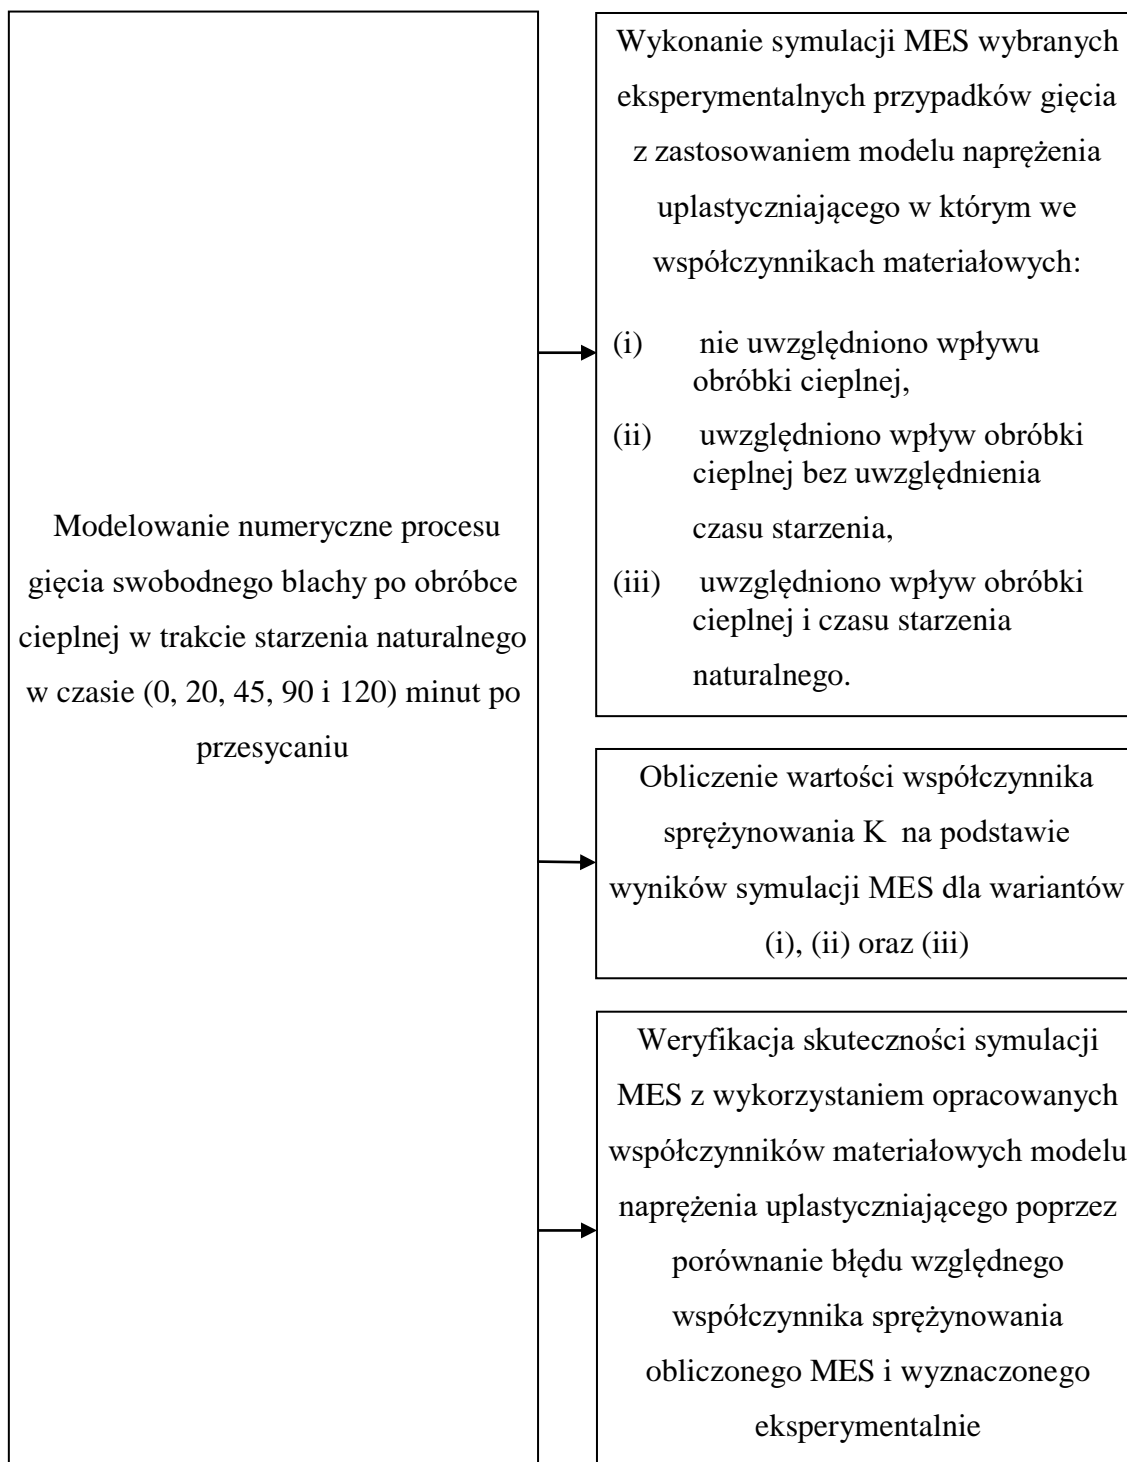 Modelowanie numeryczne procesu
gięcia swobodnego blachy po obróbce
cieplnej w trakcie starzenia naturalnego
w czasie (0, 20, 45, 90 i 120) minut po
przesycaniu
Wykonanie symulacji MES wybranych
eksperymentalnych przypadków gięcia
z zastosowaniem modelu naprężenia
uplastyczniającego w którym we
współczynnikach materiałowych:
(i) nie uwzględniono wpływu
obróbki cieplnej,
(ii) uwzględniono wpływ obróbki
cieplnej bez uwzględnienia
czasu starzenia,
(iii) uwzględniono wpływ obróbki
cieplnej i czasu starzenia
naturalnego.
Obliczenie wartości współczynnika
sprężynowania K na podstawie
wyników symulacji MES dla wariantów
(i), (ii) oraz (iii)
Weryfikacja skuteczności symulacji
MES z wykorzystaniem opracowanych
współczynników materiałowych modelu
naprężenia uplastyczniającego poprzez
porównanie błędu względnego
współczynnika sprężynowania
obliczonego MES i wyznaczonego
eksperymentalnie